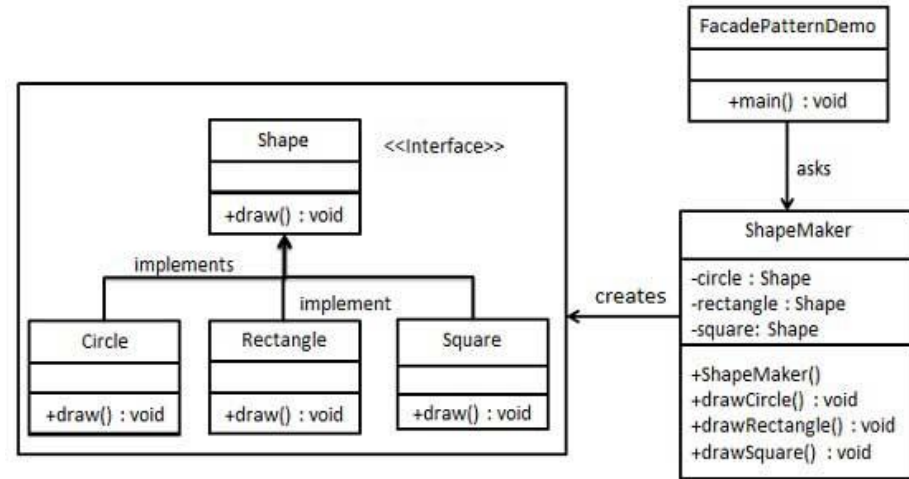 FacadePatternDemo
+main() : void
asks
Shape
<<Interface>>
+draw() : void
implements
implement
Circle
+draw() : void
Rectangle
+draw() : void
Square
+draw() : void
creates
ShapeMaker
-circle : Shape
-rectangle : Shape
-square: Shape
+ShapeMaker()
+drawCircle() : void
+drawRectangle() : void
+drawSquare() : void